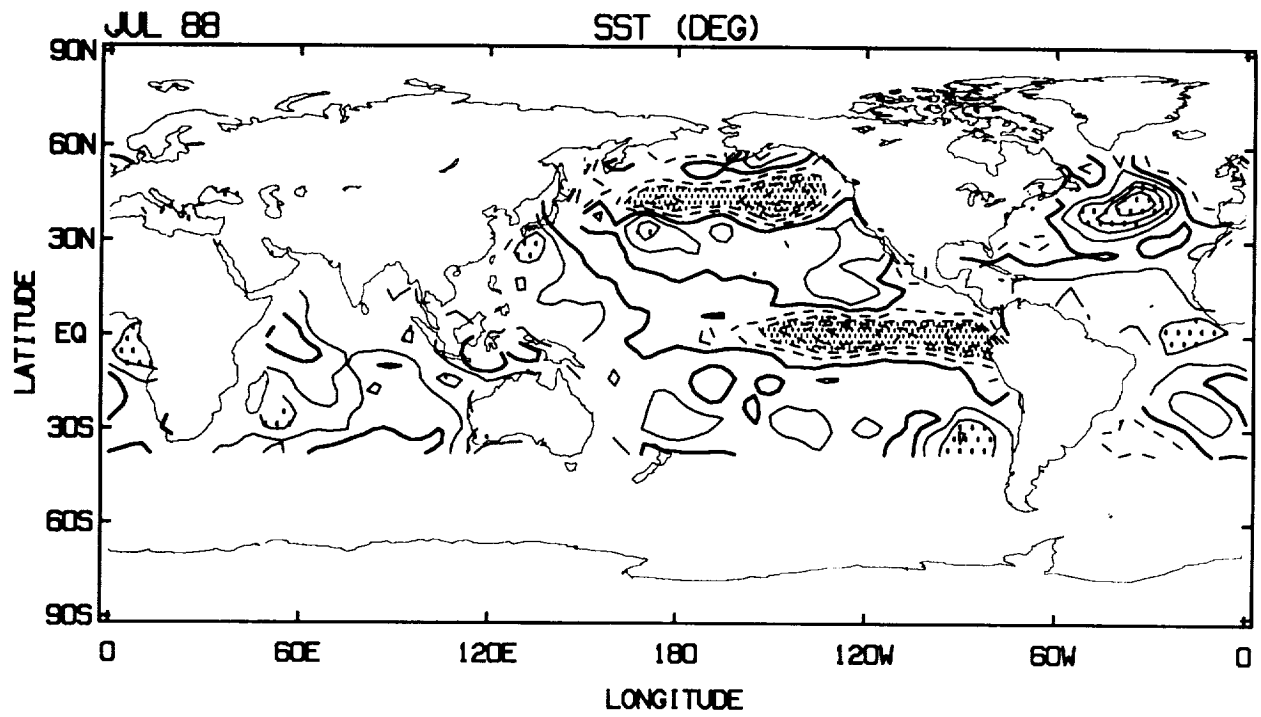 JUL 88
SST (DEG)
90N
60N
30N
EQ
30S
60S
90S
LATITUDE
0
60E
120E
180
120W
60W
0
LONGITUDE